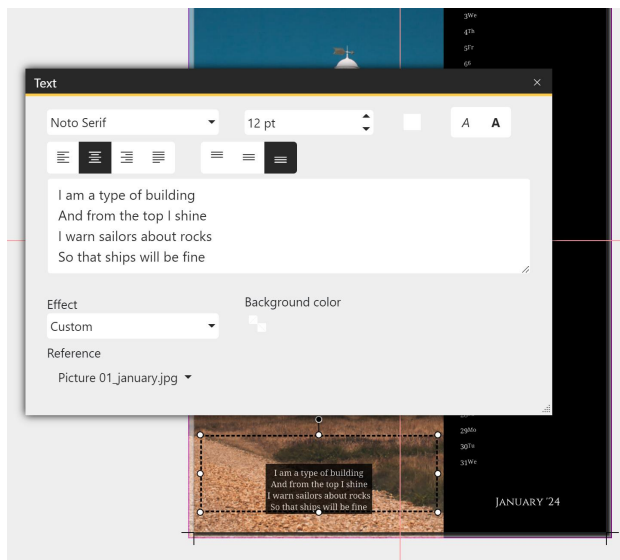 3We
4Th
5Fr
Text
Noto Serif
12 pt
A
A
I am a type of building
And from the top I shine
I warn sailors about rocks
So that ships will be fine
Effect
Background color
Custom
Reference
Picture 01_january.jpg
29Mo
30Tu
31We
I am a type of building
And from the top I shine
I warn sailors about rocks
So that ships will be fine
January '24